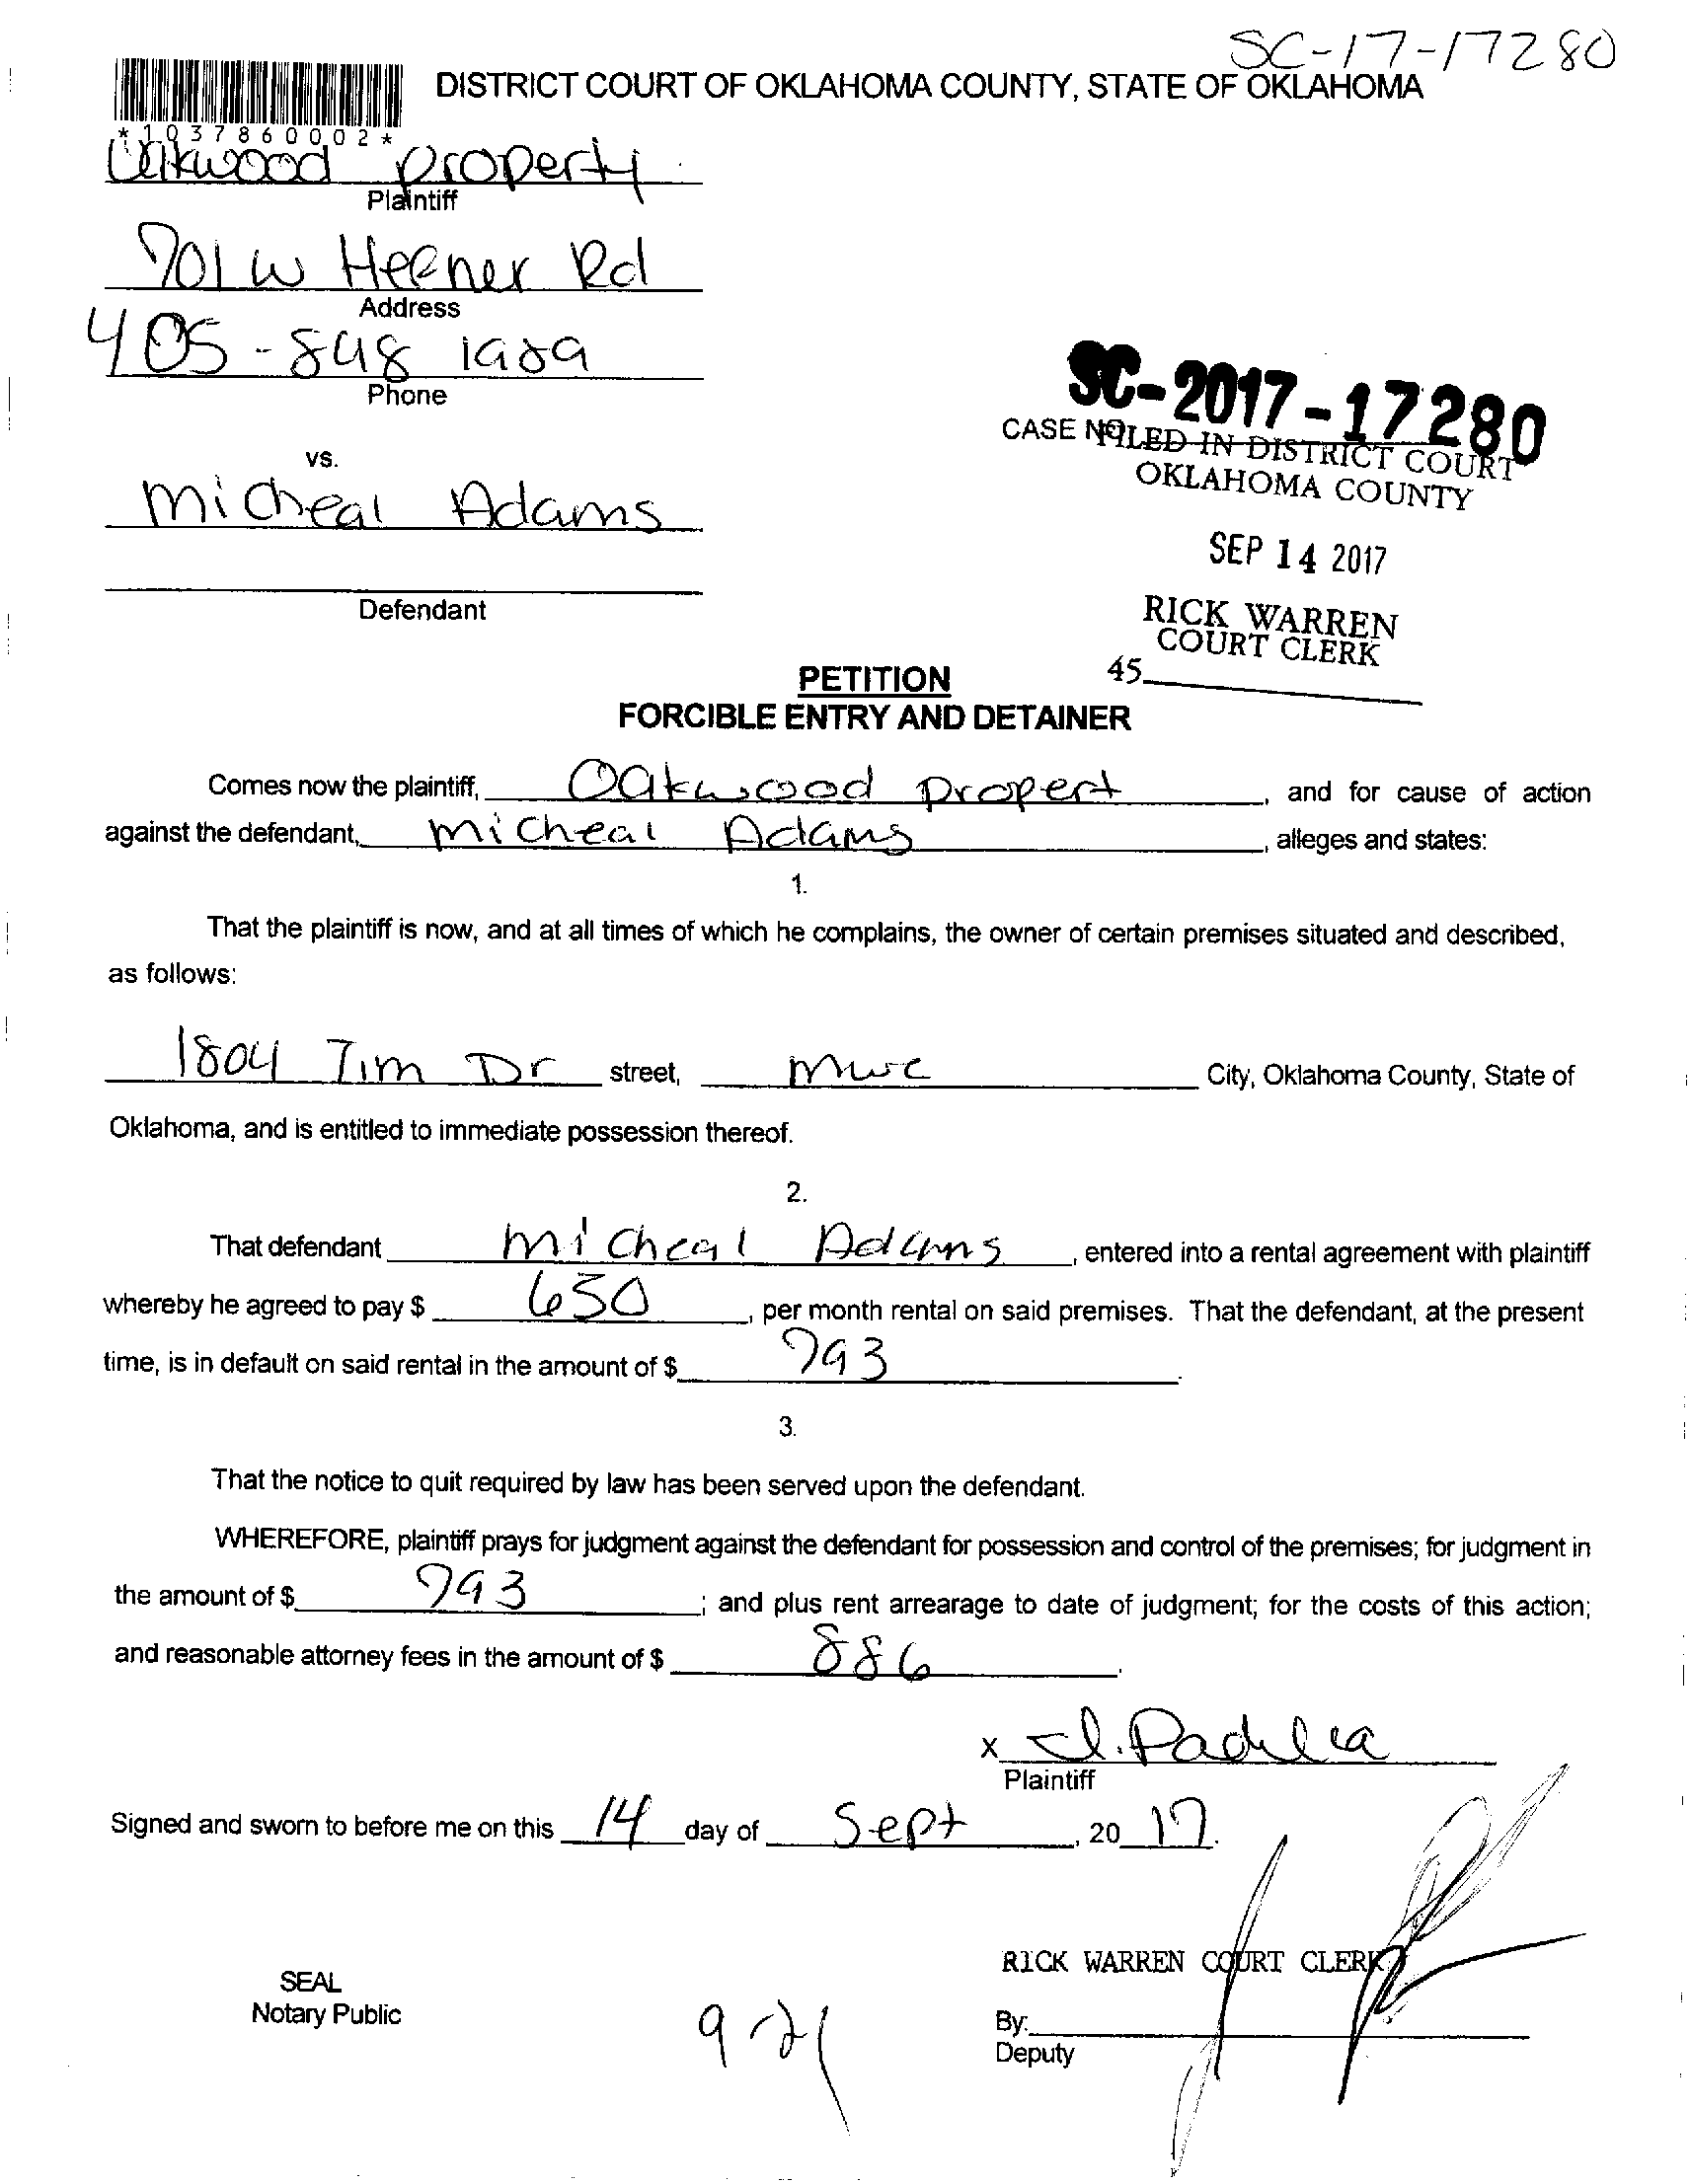 SC-17-17280
DISTRICT COURT OF OKLAHOMA COUNTY, STATE OF OKLAHOMA
*1037860002*
Oakwood Property
Plaintiff
701 W Heener Rd
Address
405-848 1989
Phone
SC-2017-17280
CASE NO
FILED IN DISTRICT COURT
OKLAHOMA COUNTY
vs.
Micheal Adams
SEP 14 2017
Defendant
RICK WARREN
COURT CLERK
45
PETITION
FORCIBLE ENTRY AND DETAINER
Comes now the plaintiff, Oakwood Propert, and for cause of action
against the defendant, Micheal Adams, alleges and states:
1.
That the plaintiff is now, and at all times of which he complains, the owner of certain premises situated and described,
as follows:
1804 Tim Dr street, MWC City, Oklahoma County, State of
Oklahoma, and is entitled to immediate possession thereof.
2.
That defendant Micheal Adams, entered into a rental agreement with plaintiff
whereby he agreed to pay $ 650, per month rental on said premises. That the defendant, at the present
time, is in default on said rental in the amount of $ 793.
3.
That the notice to quit required by law has been served upon the defendant.
WHEREFORE, plaintiff prays for judgment against the defendant for possession and control of the premises; for judgment in
the amount of $ 793; and plus rent arrearage to date of judgment; for the costs of this action;
and reasonable attorney fees in the amount of $ 886.
x J. Padilla
Plaintiff
Signed and sworn to before me on this 14 day of Sept, 20 17.
RICK WARREN COURT CLERK
SEAL
Notary Public
9-21
By:
Deputy